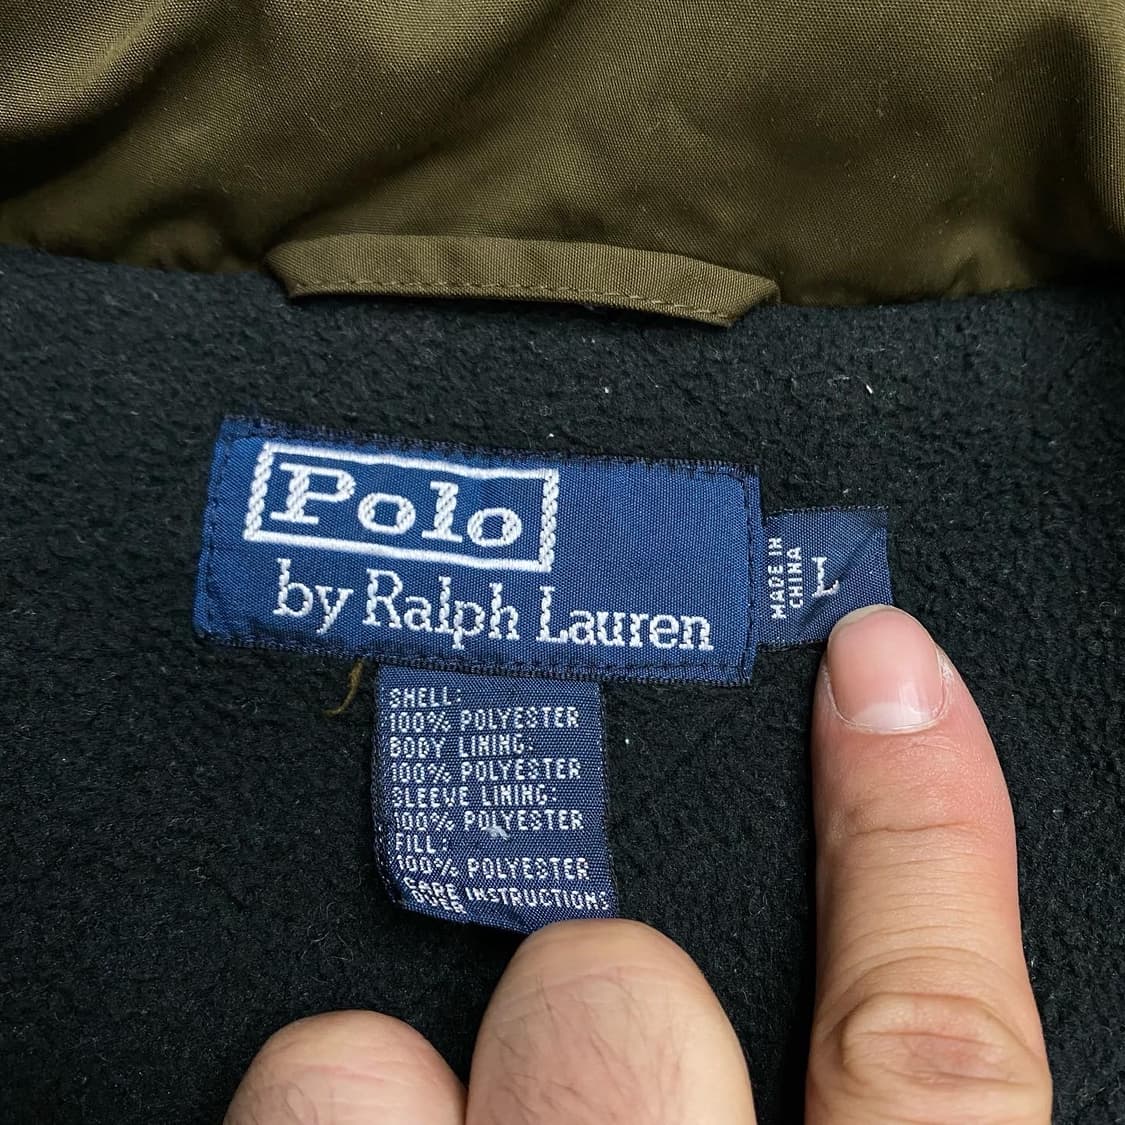 Polo
by Ralph Lauren
MADE IN
CHINA
L
SHELL:
100% POLYESTER
BODY LINING:
100% POLYESTER
SLEEVE LINING:
100% POLYESTER
FILL:
100% POLYESTER
CARE INSTRUCTIONS
OVER